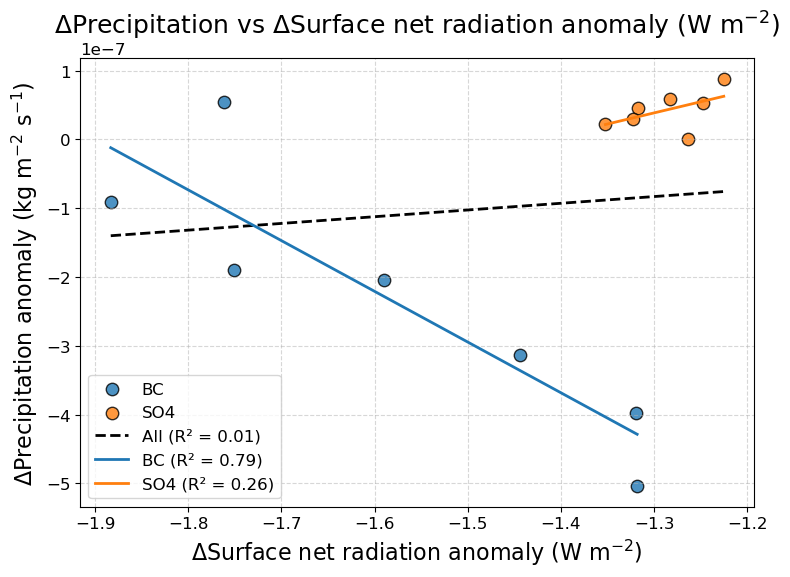 ΔPrecipitation vs ΔSurface net radiation anomaly (W m⁻²)
1e−7
1
0
−1
−2
−3
−4
−5
ΔPrecipitation anomaly (kg m⁻² s⁻¹)
BC
SO4
All (R² = 0.01)
BC (R² = 0.79)
SO4 (R² = 0.26)
−1.9 −1.8 −1.7 −1.6 −1.5 −1.4 −1.3 −1.2
ΔSurface net radiation anomaly (W m⁻²)